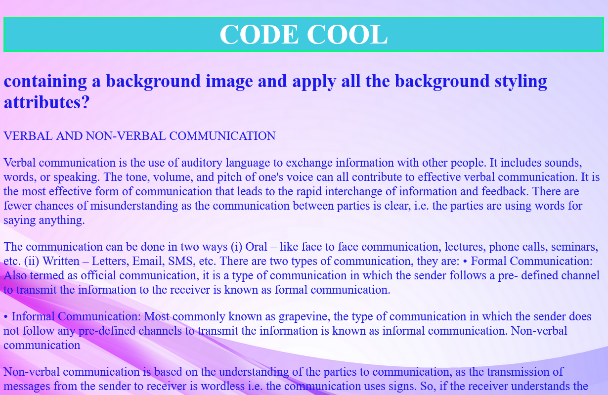 CODE COOL
containing a background image and apply all the background styling
attributes?
VERBAL AND NON-VERBAL COMMUNICATION
Verbal communication is the use of auditory language to exchange information with other people. It includes sounds,
words, or speaking. The tone, volume, and pitch of one's voice can all contribute to effective verbal communication. It is
the most effective form of communication that leads to the rapid interchange of information and feedback. There are
fewer chances of misunderstanding as the communication between parties is clear, i.e. the parties are using words for
saying anything.
The communication can be done in two ways (i) Oral – like face to face communication, lectures, phone calls, seminars,
etc. (ii) Written – Letters, Email, SMS, etc. There are two types of communication, they are: • Formal Communication:
Also termed as official communication, it is a type of communication in which the sender follows a pre- defined channel
to transmit the information to the receiver is known as formal communication.
• Informal Communication: Most commonly known as grapevine, the type of communication in which the sender does
not follow any pre-defined channels to transmit the information is known as informal communication. Non-verbal
communication
Non-verbal communication is based on the understanding of the parties to communication, as the transmission of
messages from the sender to receiver is wordless i.e. the communication uses signs. So, if the receiver understands the